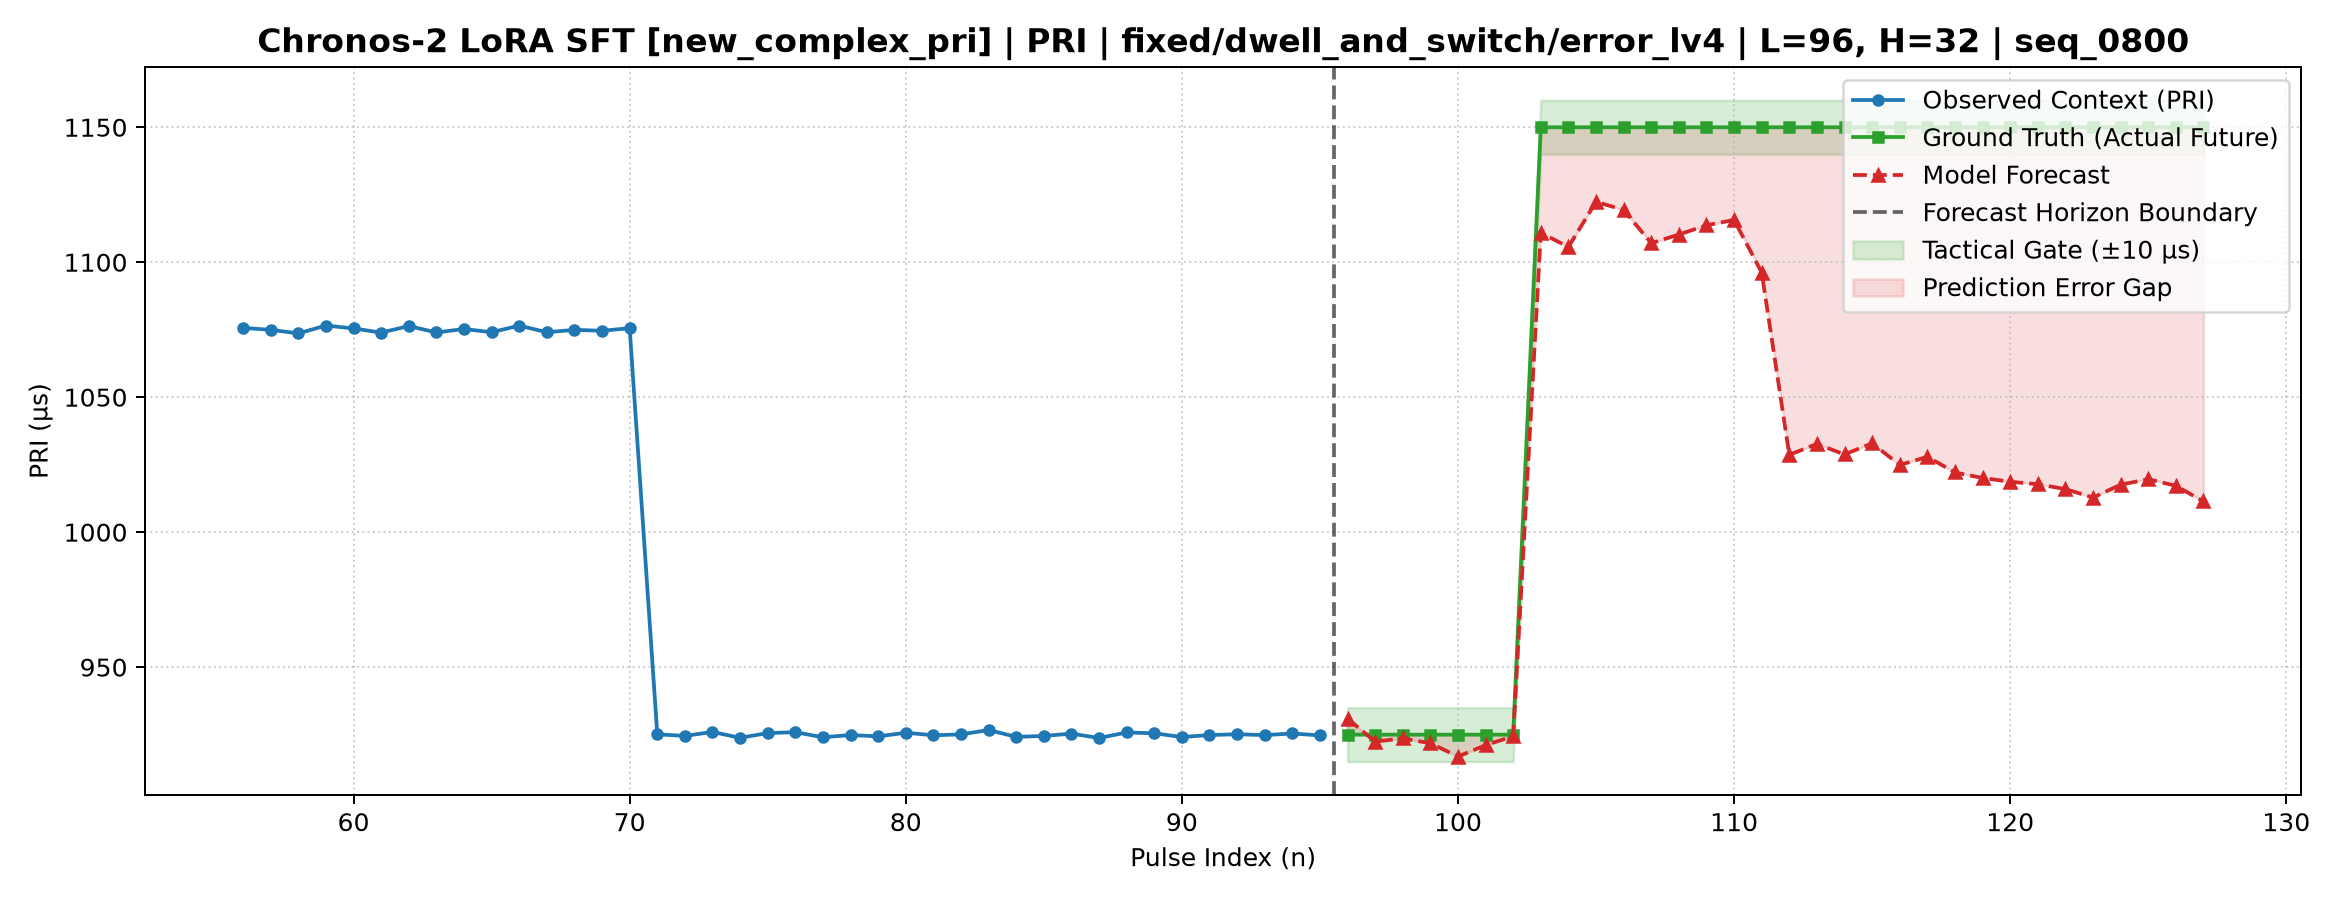 Chronos-2 LoRA SFT [new_complex_pri] | PRI | fixed/dwell_and_switch/error_lv4 | L=96, H=32 | seq_0800
Observed Context (PRI)
Ground Truth (Actual Future)
Model Forecast
Forecast Horizon Boundary
Tactical Gate (±10 μs)
Prediction Error Gap
PRI (μs)
1150
1100
1050
1000
950
60 70 80 90 100 110 120 130
Pulse Index (n)